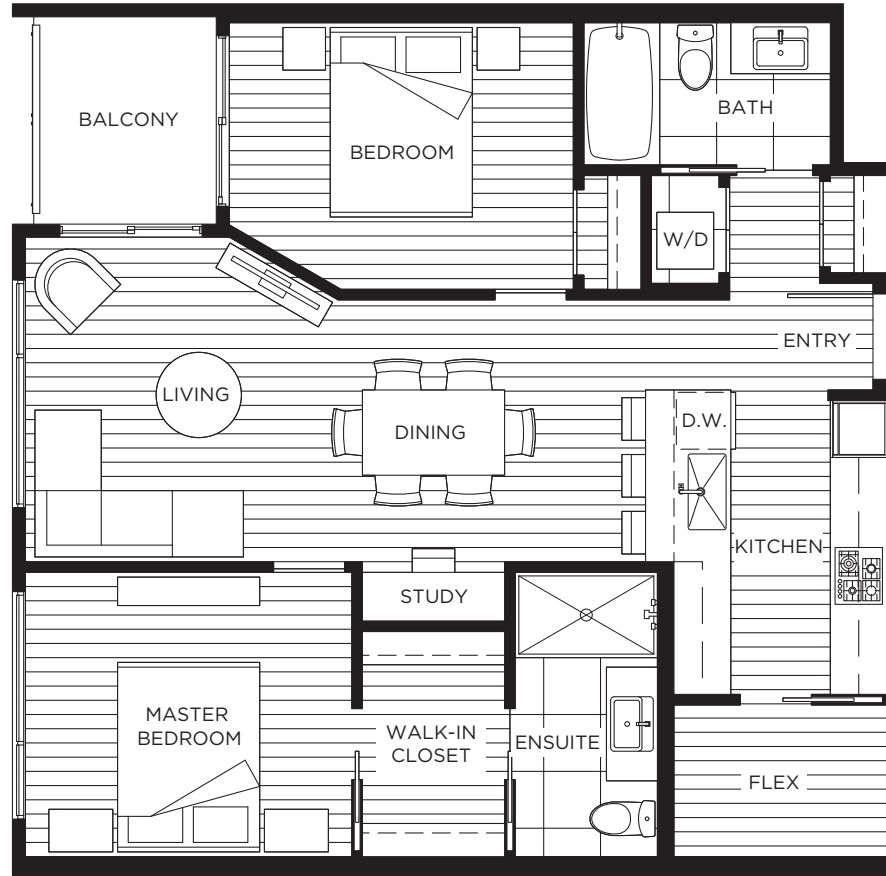 BALCONY
BEDROOM
BATH
W/D
ENTRY
LIVING
DINING
D.W.
KITCHEN
STUDY
MASTER
BEDROOM
WALK-IN
CLOSET
ENSUITE
FLEX